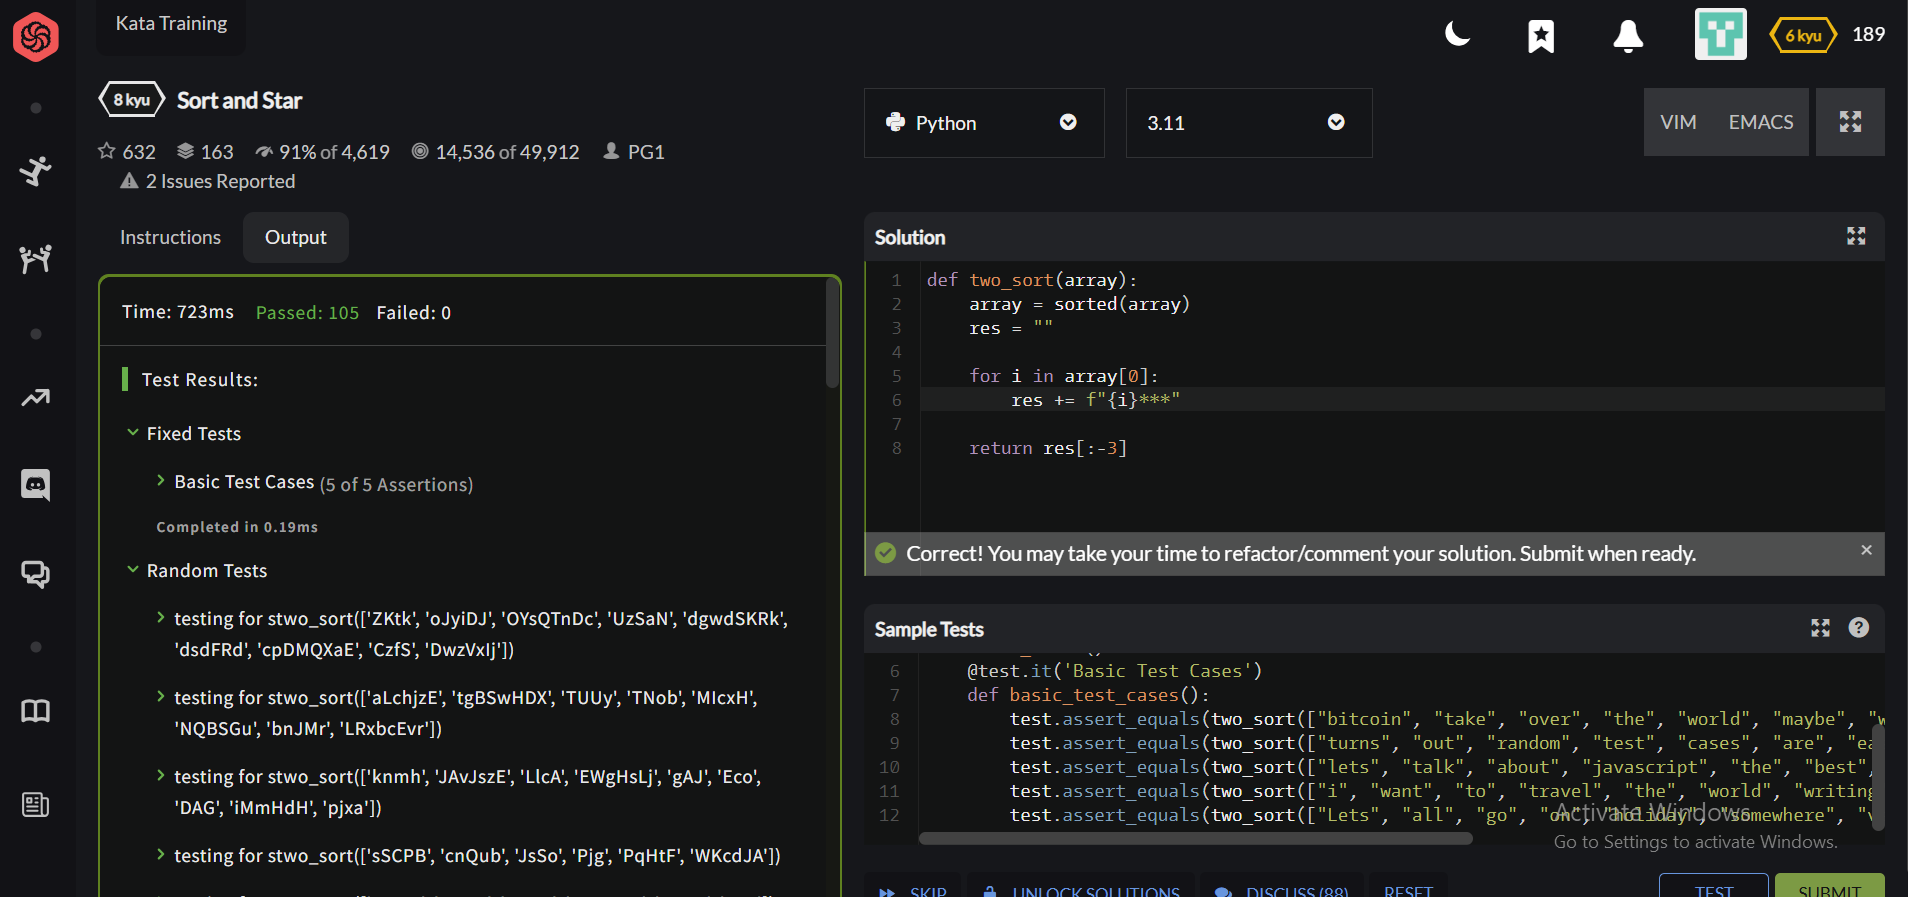 Kata Training
6 kyu 189
8 kyu Sort and Star
632 163 91% of 4,619 14,536 of 49,912 PG1
2 Issues Reported
Instructions Output
Time: 723ms Passed: 105 Failed: 0
Test Results:
Fixed Tests
Basic Test Cases (5 of 5 Assertions)
Completed in 0.19ms
Random Tests
testing for stwo_sort(['ZKtk', 'oJyiDJ', 'OYsQTnDc', 'UzSaN', 'dgwdSKRk',
'dsdFRd', 'cpDMQXaE', 'CzfS', 'DwzVxIj'])
testing for stwo_sort(['aLchjzE', 'tgBSwHDX', 'TUUy', 'TNob', 'MIcxH',
'NQBSGu', 'bnJMr', 'LRxbcEvr'])
testing for stwo_sort(['knmh', 'JAvJszE', 'LlcA', 'EWgHsLj', 'gAJ', 'Eco',
'DAG', 'iMmHdH', 'pjxa'])
testing for stwo_sort(['sSCPB', 'cnQub', 'JsSo', 'Pjg', 'PqHtF', 'WKcdJA'])
Python 3.11 VIM EMACS
Solution
1 def two_sort(array):
2 array = sorted(array)
3 res = ""
4
5 for i in array[0]:
6 res += f"{i}***"
7
8 return res[:-3]
Correct! You may take your time to refactor/comment your solution. Submit when ready. ×
Sample Tests ?
6 @test.it('Basic Test Cases')
7 def basic_test_cases():
8 test.assert_equals(two_sort(["bitcoin", "take", "over", "the", "world", "maybe", "w
9 test.assert_equals(two_sort(["turns", "out", "random", "test", "cases", "are", "ea
10 test.assert_equals(two_sort(["lets", "talk", "about", "javascript", "the", "best",
11 test.assert_equals(two_sort(["i", "want", "to", "travel", "the", "world", "writing
12 test.assert_equals(two_sort(["Lets", "all", "go", "on", "holiday", "somewhere", "v
Activate Windows
Go to Settings to activate Windows.
SKIP UNLOCK SOLUTIONS DISCUSS (88) RESET TEST SUBMIT